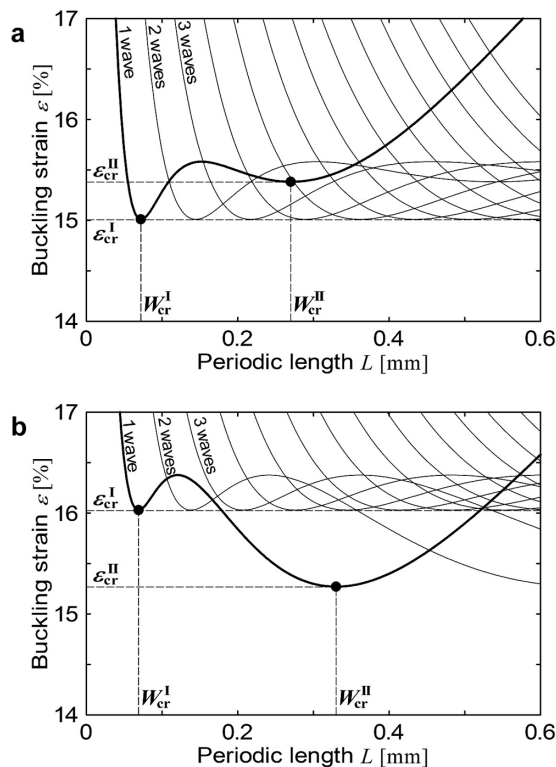 a
17
16
15
14
Buckling strain ε [%]
1 wave
2 waves
3 waves
ε_cr^II
ε_cr^I
W_cr^I
W_cr^II
0
0.2
0.4
0.6
Periodic length L [mm]
b
17
16
15
14
Buckling strain ε [%]
1 wave
2 waves
3 waves
ε_cr^I
ε_cr^II
W_cr^I
W_cr^II
0
0.2
0.4
0.6
Periodic length L [mm]